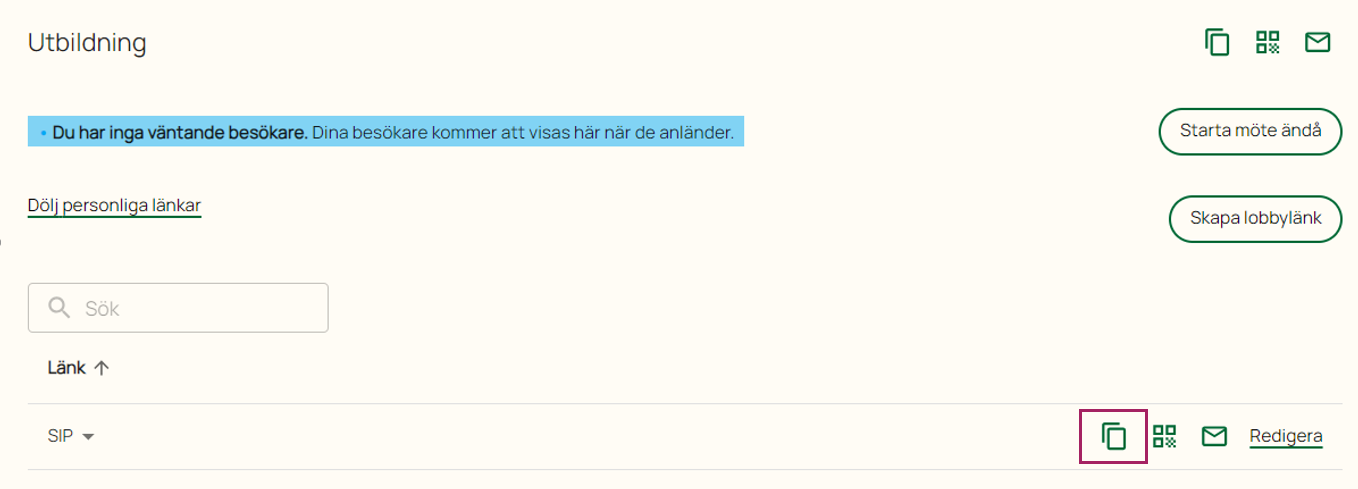 Utbildning
• Du har inga väntande besökare. Dina besökare kommer att visas här när de anländer.
Starta möte ändå
Dölj personliga länkar
Skapa lobbylänk
Sök
Länk ↑
SIP
Redigera